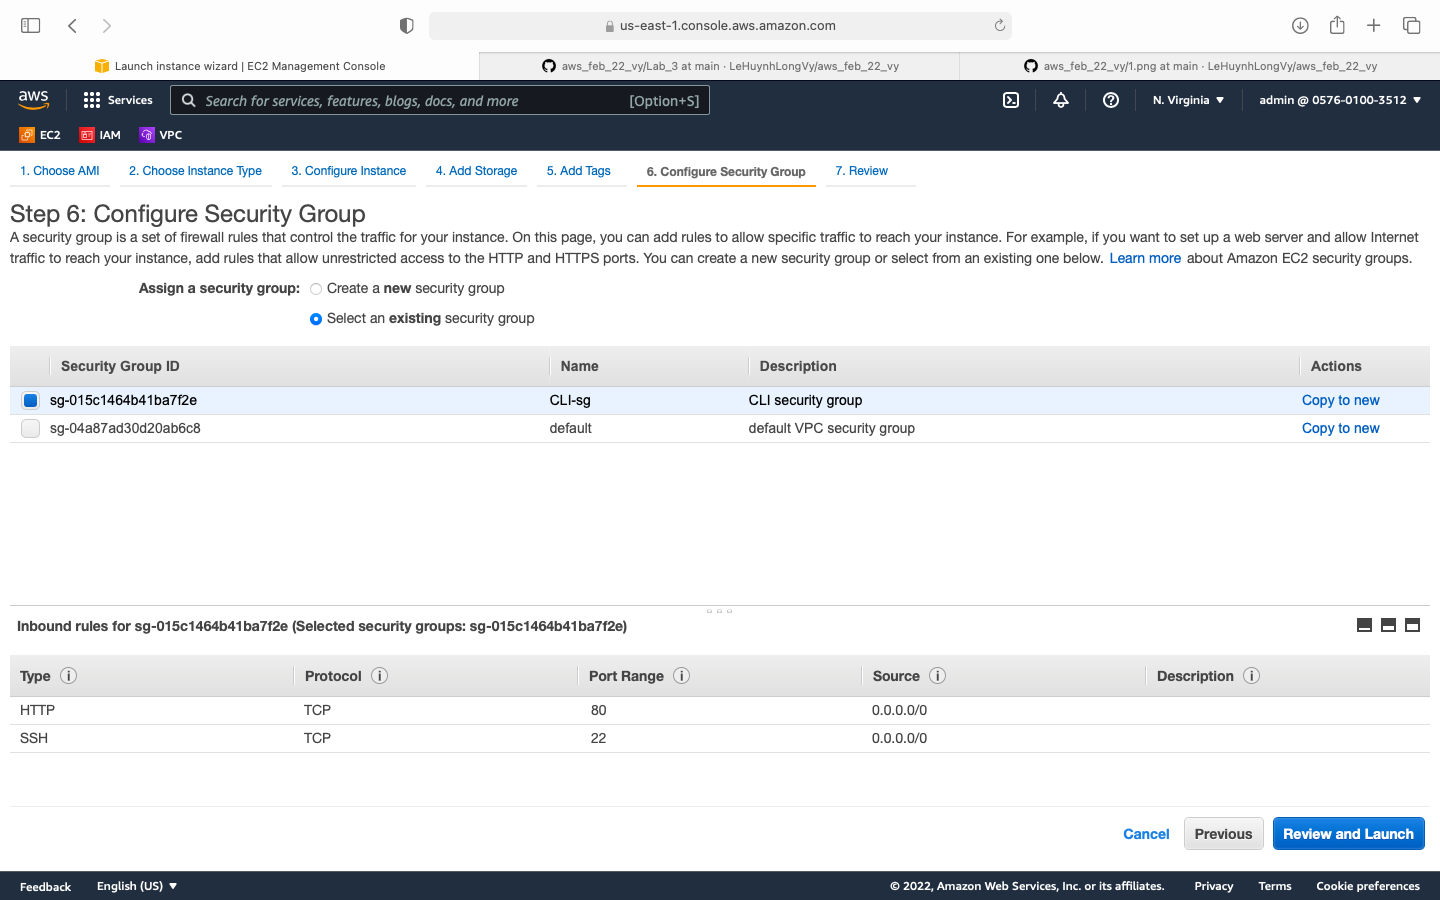 us-east-1.console.aws.amazon.com
Launch instance wizard | EC2 Management Console
aws_feb_22_vy/Lab_3 at main · LeHuynhLongVy/aws_feb_22_vy
aws_feb_22_vy/1.png at main · LeHuynhLongVy/aws_feb_22_vy
aws
Services
Search for services, features, blogs, docs, and more
[Option+S]
N. Virginia ▼
admin @ 0576-0100-3512 ▼
EC2
IAM
VPC
1. Choose AMI
2. Choose Instance Type
3. Configure Instance
4. Add Storage
5. Add Tags
6. Configure Security Group
7. Review
Step 6: Configure Security Group
A security group is a set of firewall rules that control the traffic for your instance. On this page, you can add rules to allow specific traffic to reach your instance. For example, if you want to set up a web server and allow Internet
traffic to reach your instance, add rules that allow unrestricted access to the HTTP and HTTPS ports. You can create a new security group or select from an existing one below. Learn more about Amazon EC2 security groups.
Assign a security group:
Create a new security group
Select an existing security group
Security Group ID
Name
Description
Actions
sg-015c1464b41ba7f2e
CLI-sg
CLI security group
Copy to new
sg-04a87ad30d20ab6c8
default
default VPC security group
Copy to new
Inbound rules for sg-015c1464b41ba7f2e (Selected security groups: sg-015c1464b41ba7f2e)
Type
Protocol
Port Range
Source
Description
HTTP
TCP
80
0.0.0.0/0
SSH
TCP
22
0.0.0.0/0
Cancel
Previous
Review and Launch
Feedback
English (US) ▼
© 2022, Amazon Web Services, Inc. or its affiliates.
Privacy
Terms
Cookie preferences